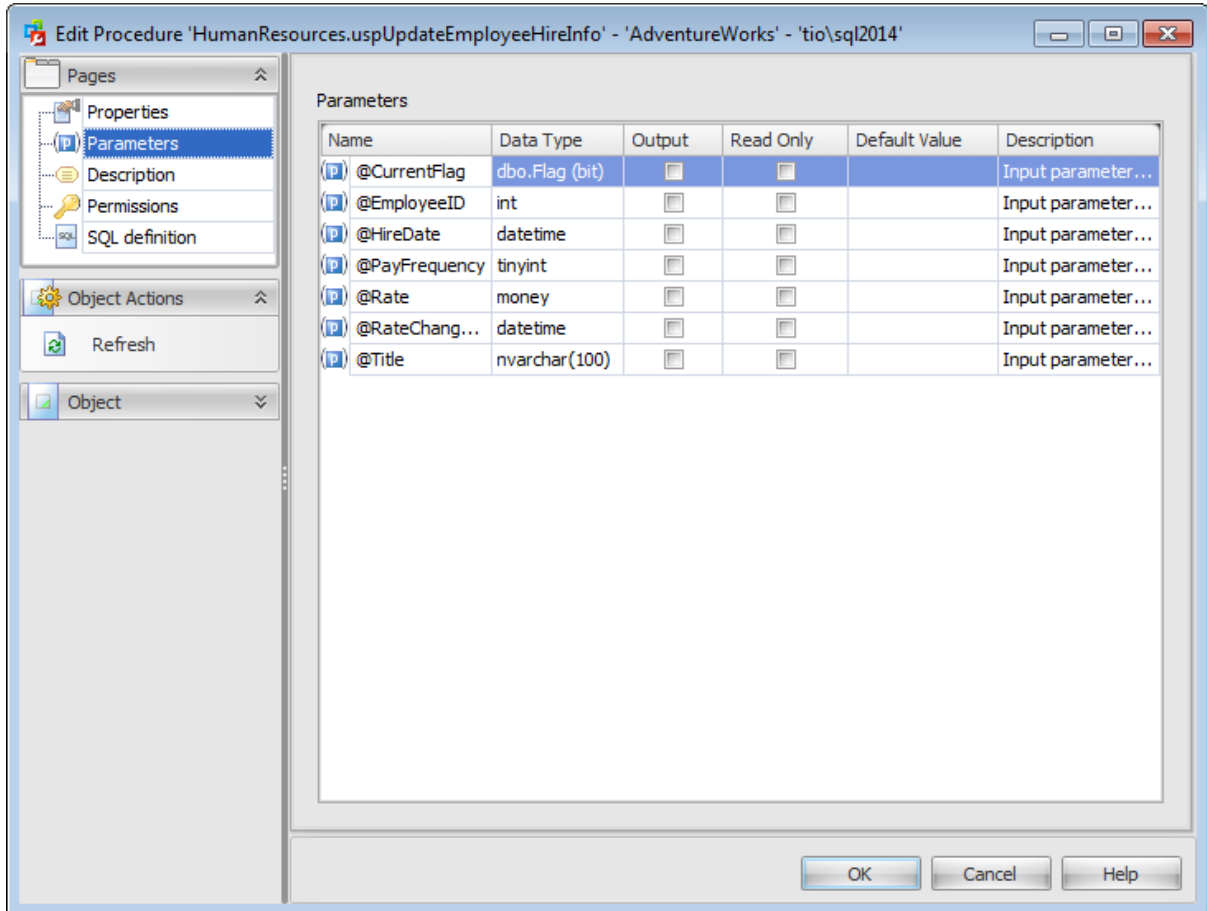 Edit Procedure 'HumanResources.uspUpdateEmployeeHireInfo' - 'AdventureWorks' - 'tio\sql2014'
Pages
Properties
Parameters
Description
Permissions
SQL definition
Object Actions
Refresh
Object
Parameters
Name Data Type Output Read Only Default Value Description
@CurrentFlag dbo.Flag (bit) Input parameter...
@EmployeeID int Input parameter...
@HireDate datetime Input parameter...
@PayFrequency tinyint Input parameter...
@Rate money Input parameter...
@RateChang... datetime Input parameter...
@Title nvarchar(100) Input parameter...
OK Cancel Help